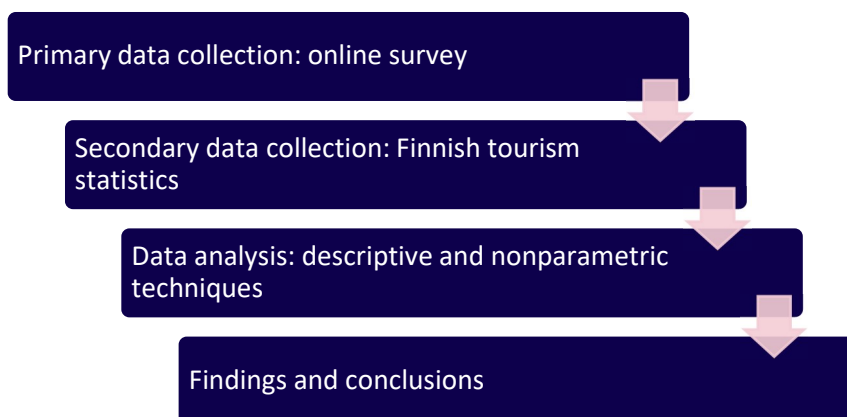 Primary data collection: online survey
Secondary data collection: Finnish tourism
statistics
Data analysis: descriptive and nonparametric
techniques
Findings and conclusions